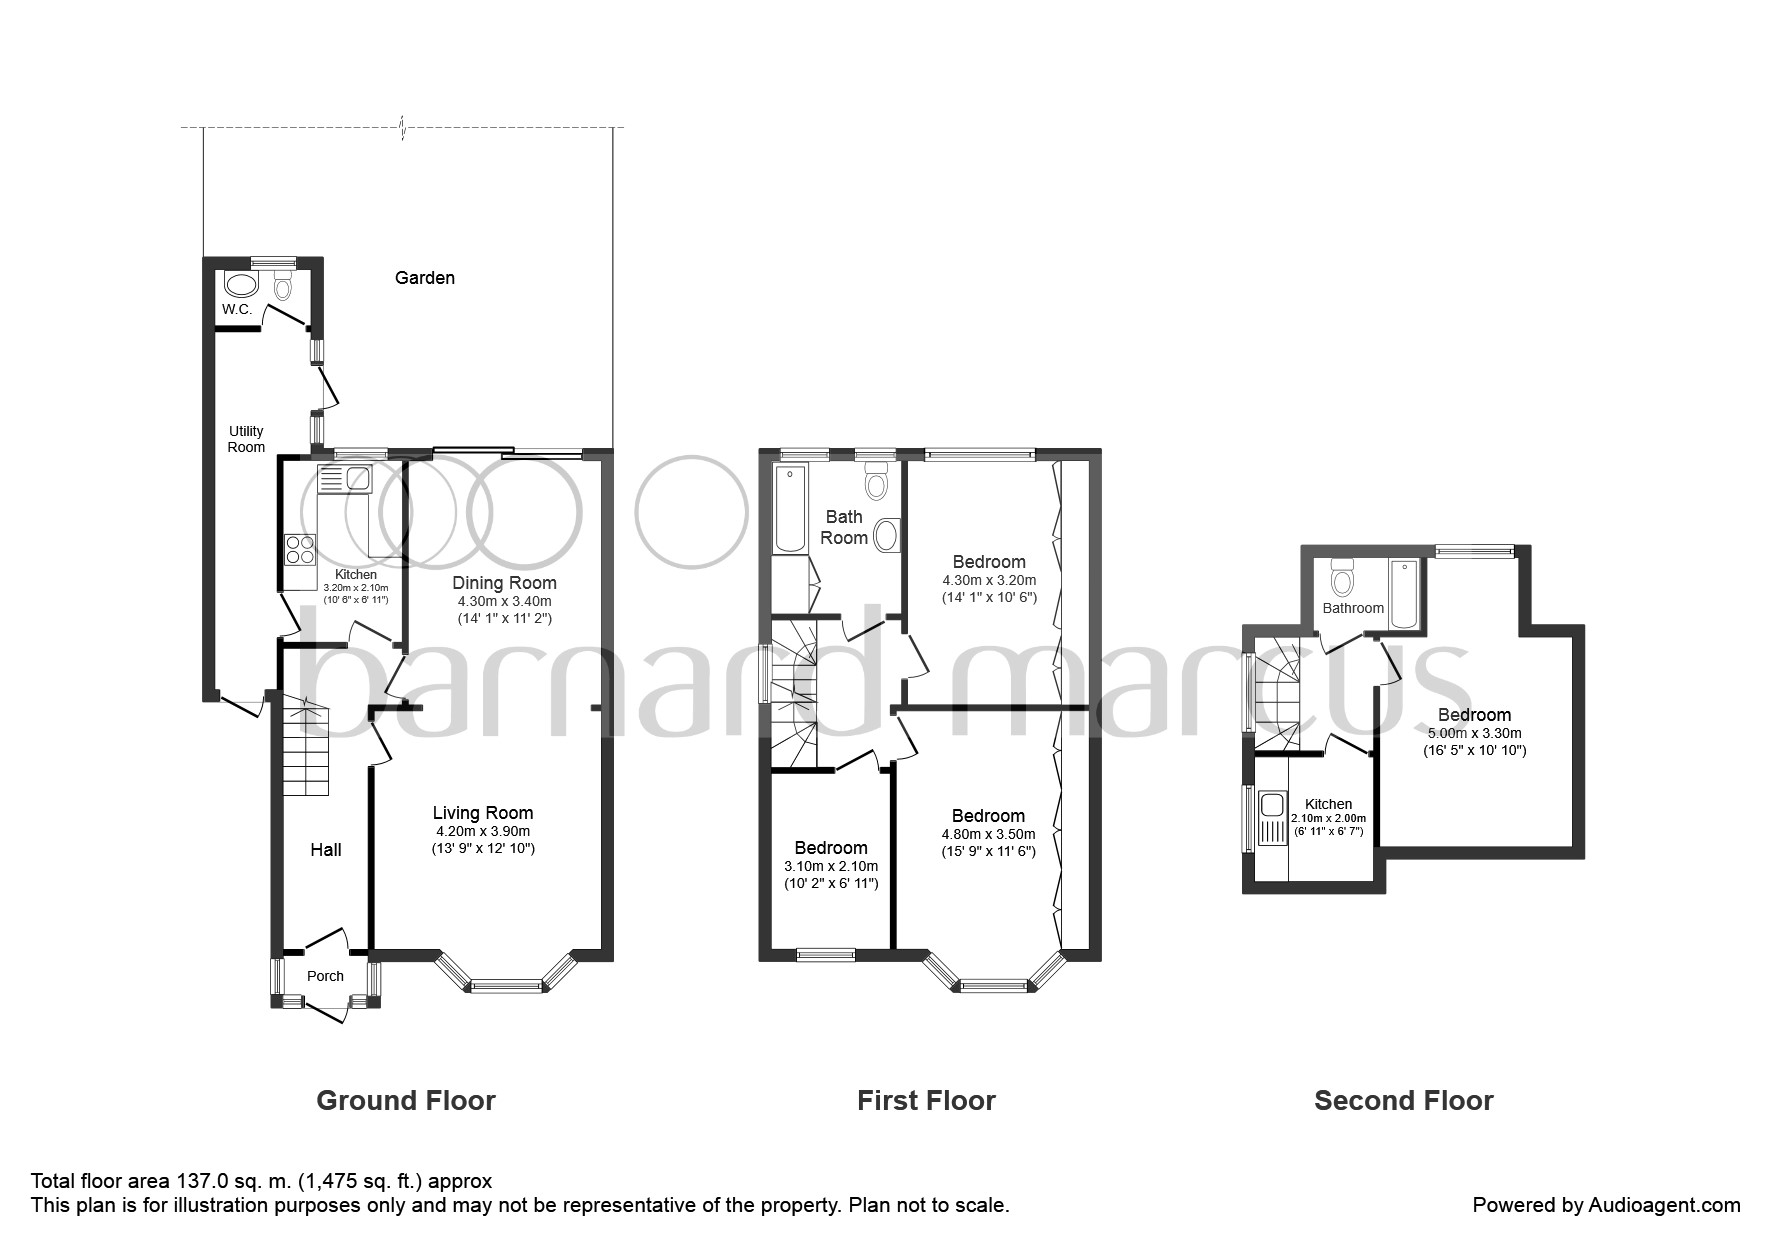 Garden
W.C.
Utility
Room
Kitchen
3.20m x 2.10m
(10' 6" x 6' 11")
Dining Room
4.30m x 3.40m
(14' 1" x 11' 2")
Living Room
4.20m x 3.90m
(13' 9" x 12' 10")
Hall
Porch
Ground Floor
Bath
Room
Bedroom
4.30m x 3.20m
(14' 1" x 10' 6")
Bedroom
4.80m x 3.50m
(15' 9" x 11' 6")
Bedroom
3.10m x 2.10m
(10' 2" x 6' 11")
First Floor
Bathroom
Bedroom
5.00m x 3.30m
(16' 5" x 10' 10")
Kitchen
2.10m x 2.00m
(6' 11" x 6' 7")
Second Floor
barnard marcus
Total floor area 137.0 sq. m. (1,475 sq. ft.) approx
This plan is for illustration purposes only and may not be representative of the property. Plan not to scale.
Powered by Audioagent.com